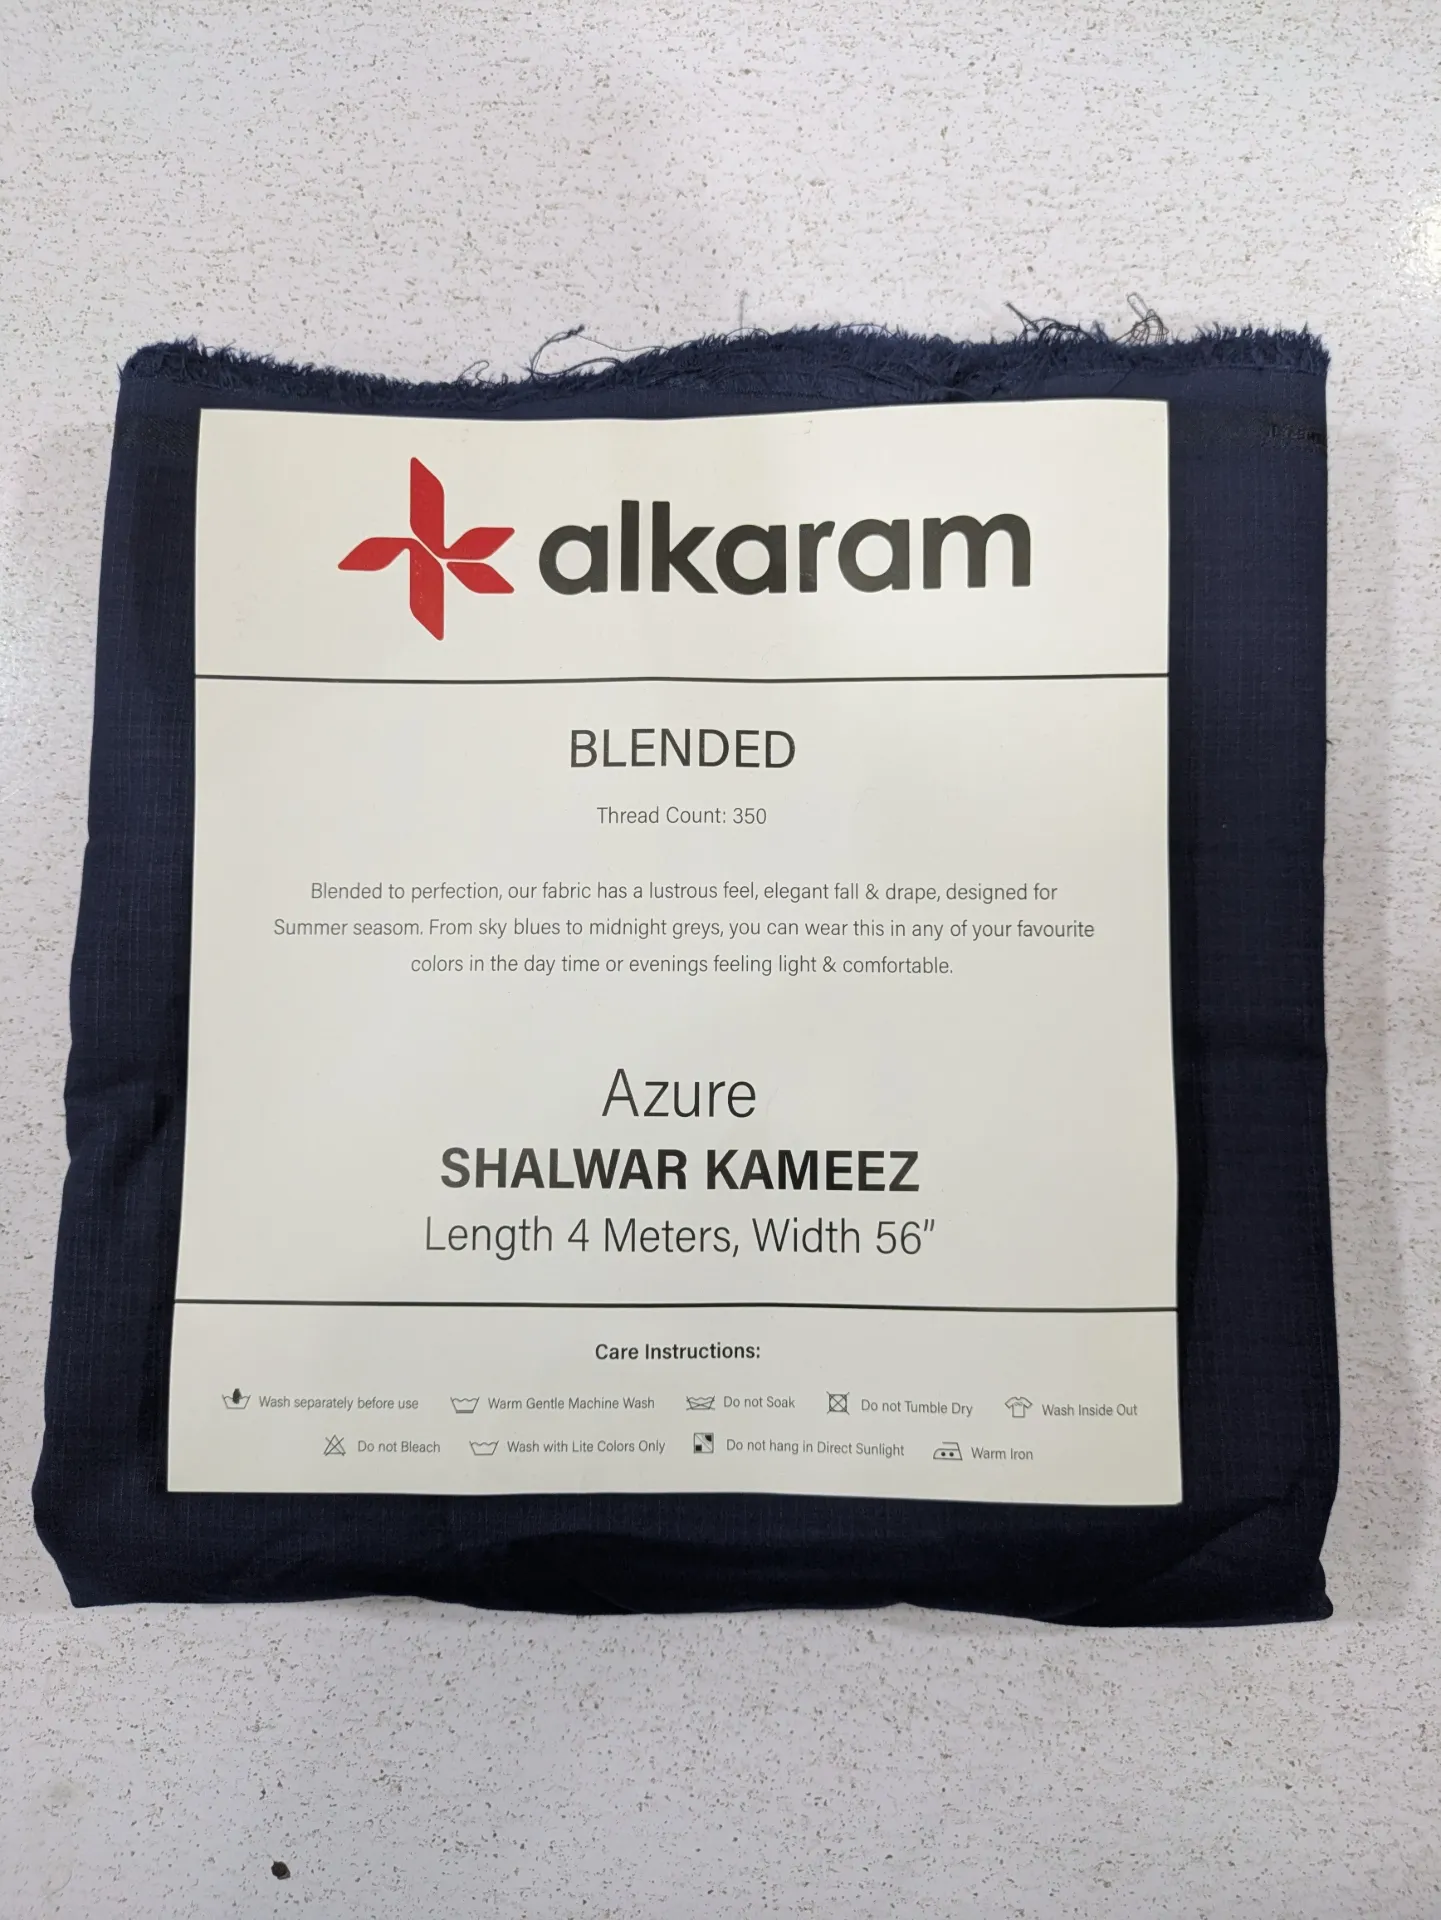 alkaram
BLENDED
Thread Count: 350
Blended to perfection, our fabric has a lustrous feel, elegant fall & drape, designed for
Summer seasom. From sky blues to midnight greys, you can wear this in any of your favourite
colors in the day time or evenings feeling light & comfortable.
Azure
SHALWAR KAMEEZ
Length 4 Meters, Width 56"
Care Instructions:
Wash separately before use Warm Gentle Machine Wash Do not Soak Do not Tumble Dry Wash Inside Out
Do not Bleach Wash with Lite Colors Only Do not hang in Direct Sunlight Warm Iron